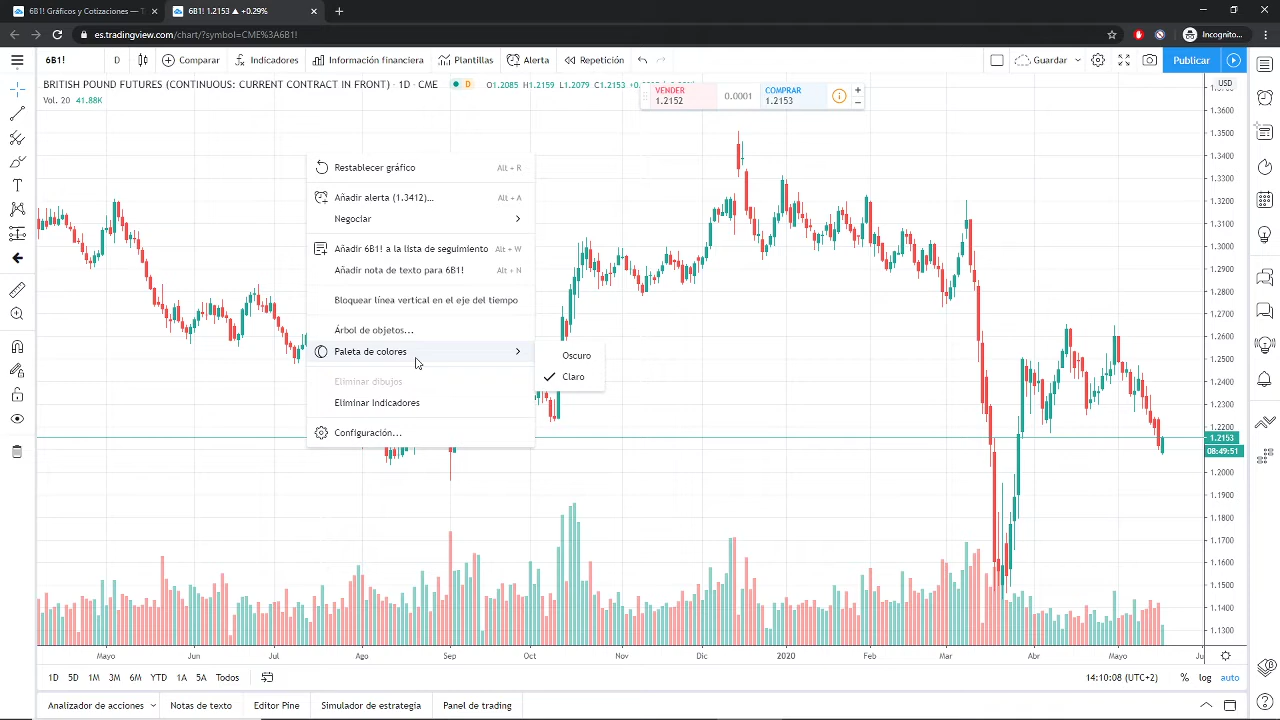 6B1! Gráficos y Cotizaciones — T
6B1! 1.2153 ▲ +0.29%
es.tradingview.com/chart/?symbol=CME%3A6B1!
Incognito...
6B1!
D
Comparar
Indicadores
Información financiera
Plantillas
Alerta
Repetición
Guardar
Publicar
BRITISH POUND FUTURES (CONTINUOUS: CURRENT CONTRACT IN FRONT) · 1D · CME
D
O1.2085 H1.2159 L1.2079 C1.2153
Vol. 20 41.88K
VENDER
1.2152
0.0001
COMPRAR
1.2153
USD
Restablecer gráfico Alt + R
Añadir alerta (1.3412)... Alt + A
Negociar
Añadir 6B1! a la lista de seguimiento Alt + W
Añadir nota de texto para 6B1! Alt + N
Bloquear línea vertical en el eje del tiempo
Árbol de objetos...
Paleta de colores
Oscuro
Claro
Eliminar dibujos
Eliminar indicadores
Configuración...
1.3600
1.3500
1.3400
1.3300
1.3200
1.3100
1.3000
1.2900
1.2800
1.2700
1.2600
1.2500
1.2400
1.2300
1.2200
1.2153
08:49:51
1.2000
1.1900
1.1800
1.1700
1.1600
1.1500
1.1400
1.1300
Mayo Jun Jul Ago Sep Oct Nov Dic 2020 Feb Mar Abr Mayo
1D 5D 1M 3M 6M YTD 1A 5A Todos
14:10:08 (UTC+2) % log auto
Analizador de acciones
Notas de texto
Editor Pine
Simulador de estrategia
Panel de trading